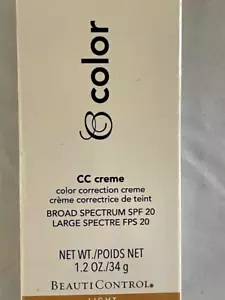 color
CC creme
color correction creme
crème correctrice de teint
BROAD SPECTRUM SPF 20
LARGE SPECTRE FPS 20
NET WT./POIDS NET
1.2 OZ./34 g
BEAUTICONTROL®
LIGHT